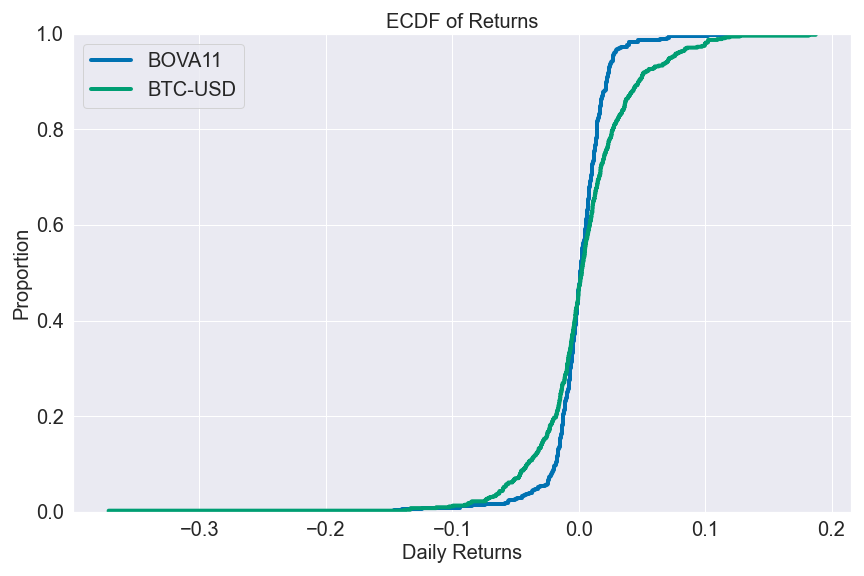 ECDF of Returns
BOVA11
BTC-USD
1.0
0.8
0.6
0.4
0.2
0.0
Proportion
−0.3
−0.2
−0.1
0.0
0.1
0.2
Daily Returns